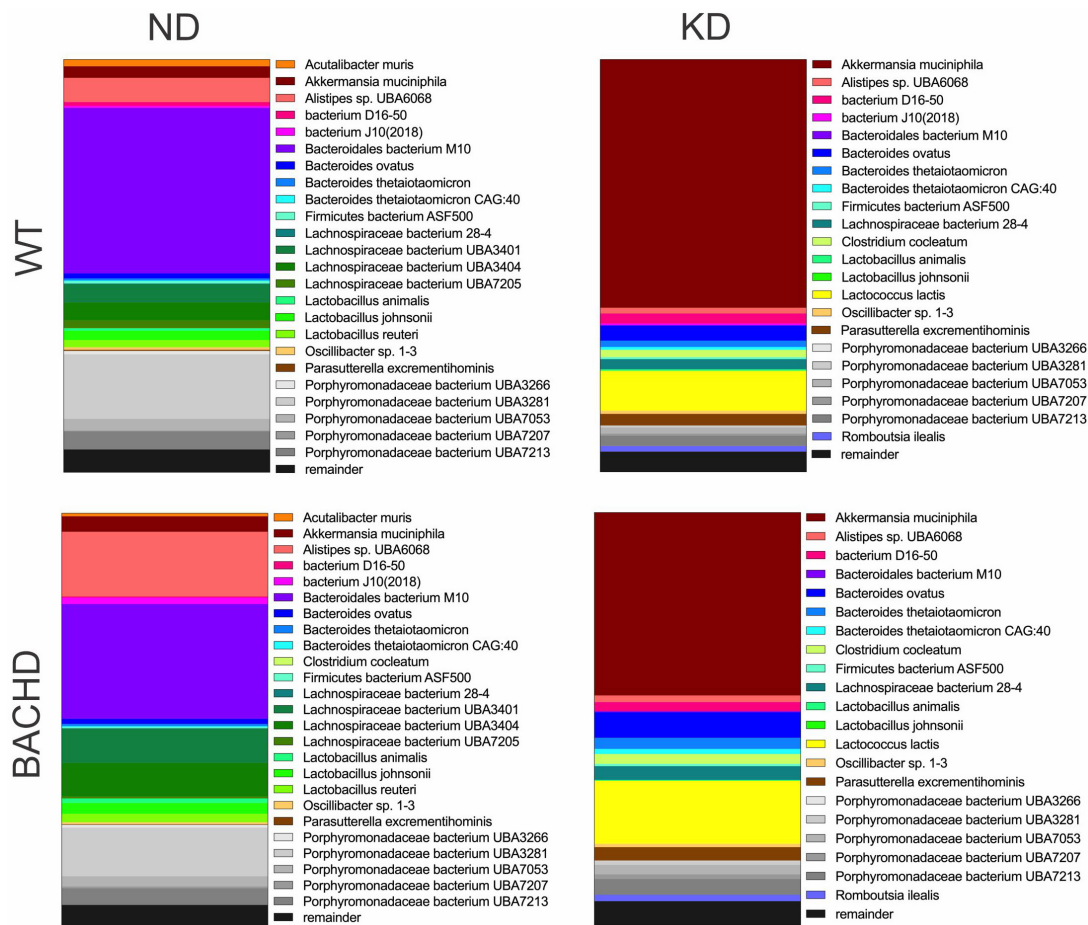 ND
KD
WT
Acutalibacter muris
Akkermansia muciniphila
Alistipes sp. UBA6068
bacterium D16-50
bacterium J10(2018)
Bacteroidales bacterium M10
Bacteroides ovatus
Bacteroides thetaiotaomicron
Bacteroides thetaiotaomicron CAG:40
Firmicutes bacterium ASF500
Lachnospiraceae bacterium 28-4
Lachnospiraceae bacterium UBA3401
Lachnospiraceae bacterium UBA3404
Lachnospiraceae bacterium UBA7205
Lactobacillus animalis
Lactobacillus johnsonii
Lactobacillus reuteri
Oscillibacter sp. 1-3
Parasutterella excrementihominis
Porphyromonadaceae bacterium UBA3266
Porphyromonadaceae bacterium UBA3281
Porphyromonadaceae bacterium UBA7053
Porphyromonadaceae bacterium UBA7207
Porphyromonadaceae bacterium UBA7213
remainder
Akkermansia muciniphila
Alistipes sp. UBA6068
bacterium D16-50
bacterium J10(2018)
Bacteroidales bacterium M10
Bacteroides ovatus
Bacteroides thetaiotaomicron
Bacteroides thetaiotaomicron CAG:40
Firmicutes bacterium ASF500
Lachnospiraceae bacterium 28-4
Clostridium cocleatum
Lactobacillus animalis
Lactobacillus johnsonii
Lactococcus lactis
Oscillibacter sp. 1-3
Parasutterella excrementihominis
Porphyromonadaceae bacterium UBA3266
Porphyromonadaceae bacterium UBA3281
Porphyromonadaceae bacterium UBA7053
Porphyromonadaceae bacterium UBA7207
Porphyromonadaceae bacterium UBA7213
Romboutsia ilealis
remainder
BACHD
Acutalibacter muris
Akkermansia muciniphila
Alistipes sp. UBA6068
bacterium D16-50
bacterium J10(2018)
Bacteroidales bacterium M10
Bacteroides ovatus
Bacteroides thetaiotaomicron
Bacteroides thetaiotaomicron CAG:40
Clostridium cocleatum
Firmicutes bacterium ASF500
Lachnospiraceae bacterium 28-4
Lachnospiraceae bacterium UBA3401
Lachnospiraceae bacterium UBA3404
Lachnospiraceae bacterium UBA7205
Lactobacillus animalis
Lactobacillus johnsonii
Lactobacillus reuteri
Oscillibacter sp. 1-3
Parasutterella excrementihominis
Porphyromonadaceae bacterium UBA3266
Porphyromonadaceae bacterium UBA3281
Porphyromonadaceae bacterium UBA7053
Porphyromonadaceae bacterium UBA7207
Porphyromonadaceae bacterium UBA7213
remainder
Akkermansia muciniphila
Alistipes sp. UBA6068
bacterium D16-50
Bacteroidales bacterium M10
Bacteroides ovatus
Bacteroides thetaiotaomicron
Bacteroides thetaiotaomicron CAG:40
Clostridium cocleatum
Firmicutes bacterium ASF500
Lachnospiraceae bacterium 28-4
Lactobacillus animalis
Lactobacillus johnsonii
Lactococcus lactis
Oscillibacter sp. 1-3
Parasutterella excrementihominis
Porphyromonadaceae bacterium UBA3266
Porphyromonadaceae bacterium UBA3281
Porphyromonadaceae bacterium UBA7053
Porphyromonadaceae bacterium UBA7207
Porphyromonadaceae bacterium UBA7213
Romboutsia ilealis
remainder